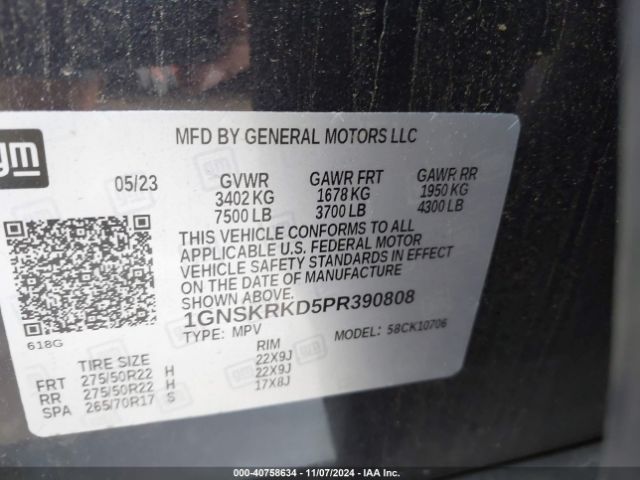 gm
MFD BY GENERAL MOTORS LLC
05/23 GVWR GAWR FRT GAWR RR
3402 KG 1678 KG 1950 KG
7500 LB 3700 LB 4300 LB
THIS VEHICLE CONFORMS TO ALL
APPLICABLE U.S. FEDERAL MOTOR
VEHICLE SAFETY STANDARDS IN EFFECT
ON THE DATE OF MANUFACTURE
SHOWN ABOVE.
1GNSKRKD5PR390808
618G TYPE: MPV MODEL: 58CK10706
TIRE SIZE RIM
FRT 275/50R22 H 22X9J
RR 275/50R22 H 22X9J
SPA 265/70R17 S 17X8J
000-40758634 - 11/07/2024 - IAA Inc.